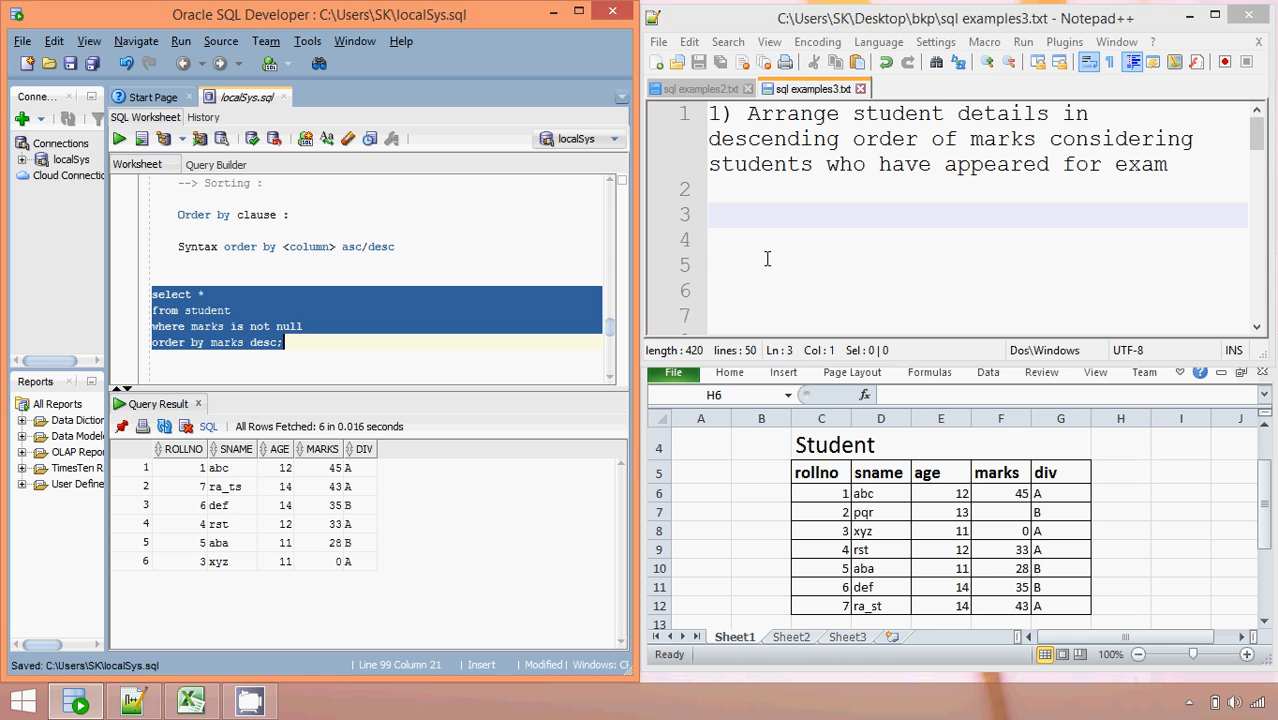 Oracle SQL Developer : C:\Users\SK\localSys.sql
File Edit View Navigate Run Source Team Tools Window Help
Conne...
Connections
localSys
Cloud Connectio
Start Page
localSys.sql
SQL Worksheet History
localSys
Worksheet Query Builder
--> Sorting :
Order by clause :
Syntax order by <column> asc/desc
select *
from student
where marks is not null
order by marks desc;
Reports
All Reports
Data Diction
Data Model
OLAP Report
TimesTen R
User Define
Query Result
SQL | All Rows Fetched: 6 in 0.016 seconds
ROLLNO SNAME AGE MARKS DIV
1 1 abc 12 45 A
2 7 ra_ts 14 43 A
3 6 def 14 35 B
4 4 rst 12 33 A
5 5 aba 11 28 B
6 3 xyz 11 0 A
Saved: C:\Users\SK\localSys.sql
Line 99 Column 21 Insert Modified Windows: C
C:\Users\SK\Desktop\bkp\sql examples3.txt - Notepad++
File Edit Search View Encoding Language Settings Macro Run Plugins Window ?
X
sql examples2.txt sql examples3.txt
1 1) Arrange student details in
descending order of marks considering
students who have appeared for exam
2
3
4
5
6
7
length : 420 lines : 50 Ln : 3 Col : 1 Sel : 0 | 0 Dos\Windows UTF-8 INS
File Home Insert Page Layout Formulas Data Review View Team
H6 fx
A B C D E F G H I J
4 Student
5 rollno sname age marks div
6 1 abc 12 45 A
7 2 pqr 13 B
8 3 xyz 11 0 A
9 4 rst 12 33 A
10 5 aba 11 28 B
11 6 def 14 35 B
12 7 ra_st 14 43 A
13
Sheet1 Sheet2 Sheet3
Ready 100%